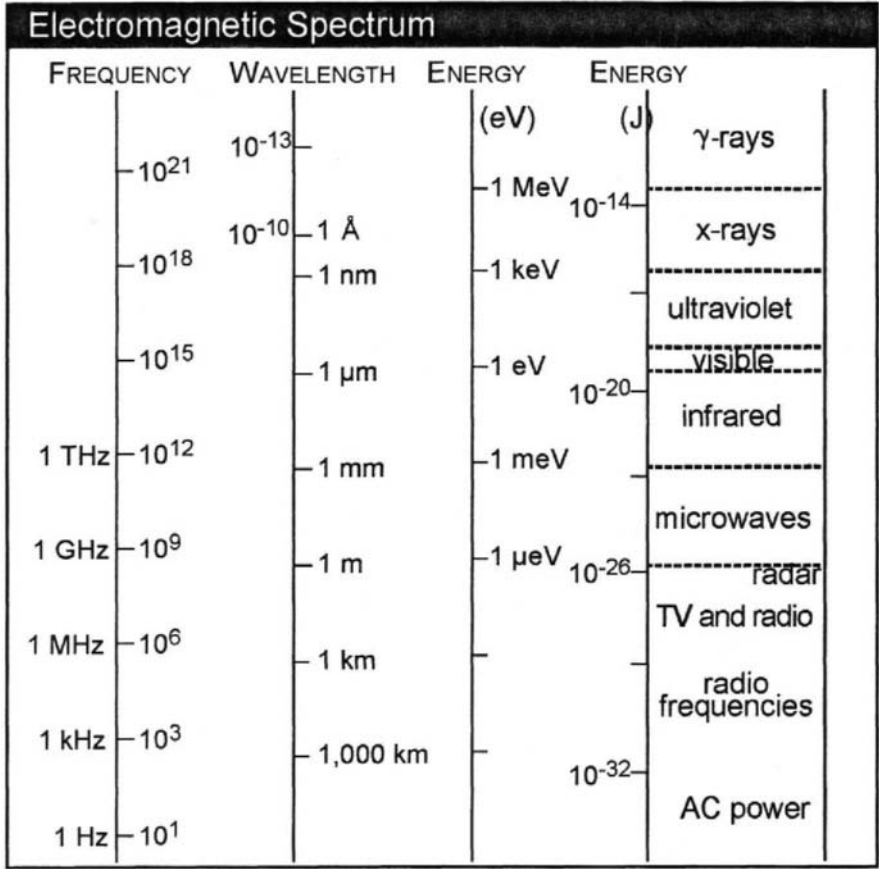 Electromagnetic Spectrum
FREQUENCY WAVELENGTH ENERGY ENERGY
(eV) (J)
γ-rays
10-13
10²¹
1 MeV
10-14
x-rays
10-10 1 Å
10¹⁸
1 nm
1 keV
ultraviolet
10¹⁵
1 µm
1 eV
visible
10-20
infrared
1 THz 10¹²
1 mm
1 meV
microwaves
1 GHz 10⁹
1 m
1 µeV
10-26
radar
TV and radio
1 MHz 10⁶
1 km
radio
frequencies
1 kHz 10³
1,000 km
10-32
AC power
1 Hz 10¹